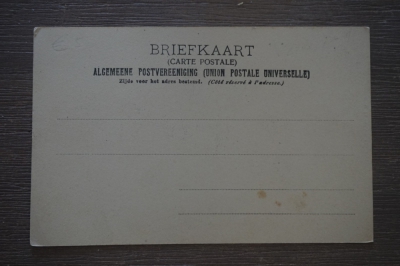 BRIEFKAART
(CARTE POSTALE)
ALGEMEENE POSTVEREENIGING (UNION POSTALE UNIVERSELLE)
Zijde voor het adres bestemd. (Côté réservé à l'adresse.)